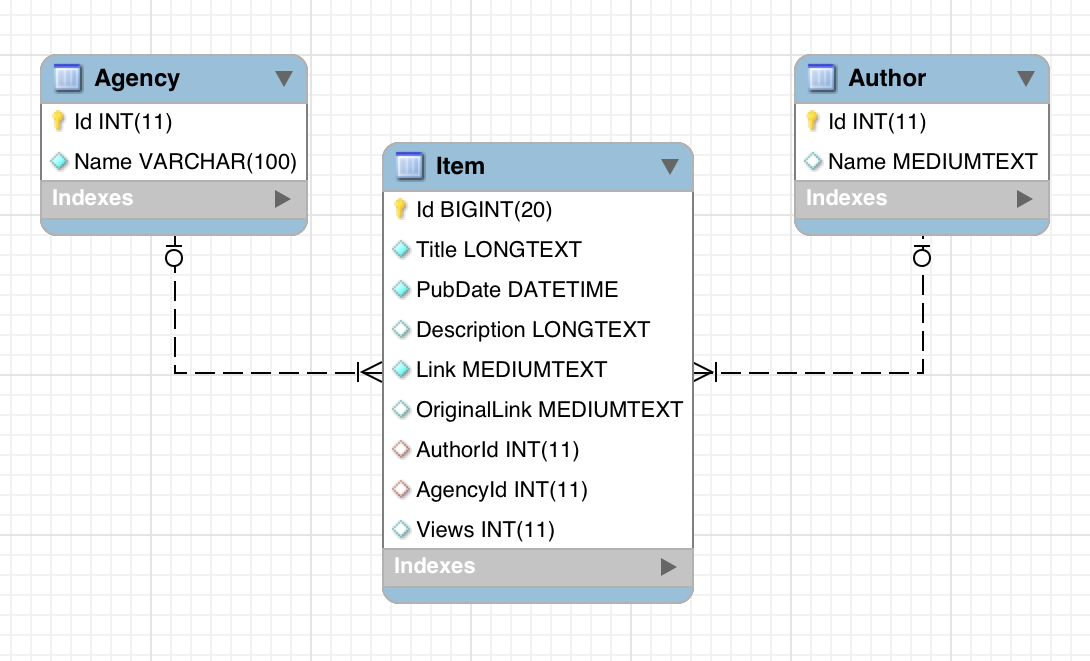 Agency
Id INT(11)
Name VARCHAR(100)
Indexes
Item
Id BIGINT(20)
Title LONGTEXT
PubDate DATETIME
Description LONGTEXT
Link MEDIUMTEXT
OriginalLink MEDIUMTEXT
AuthorId INT(11)
AgencyId INT(11)
Views INT(11)
Indexes
Author
Id INT(11)
Name MEDIUMTEXT
Indexes